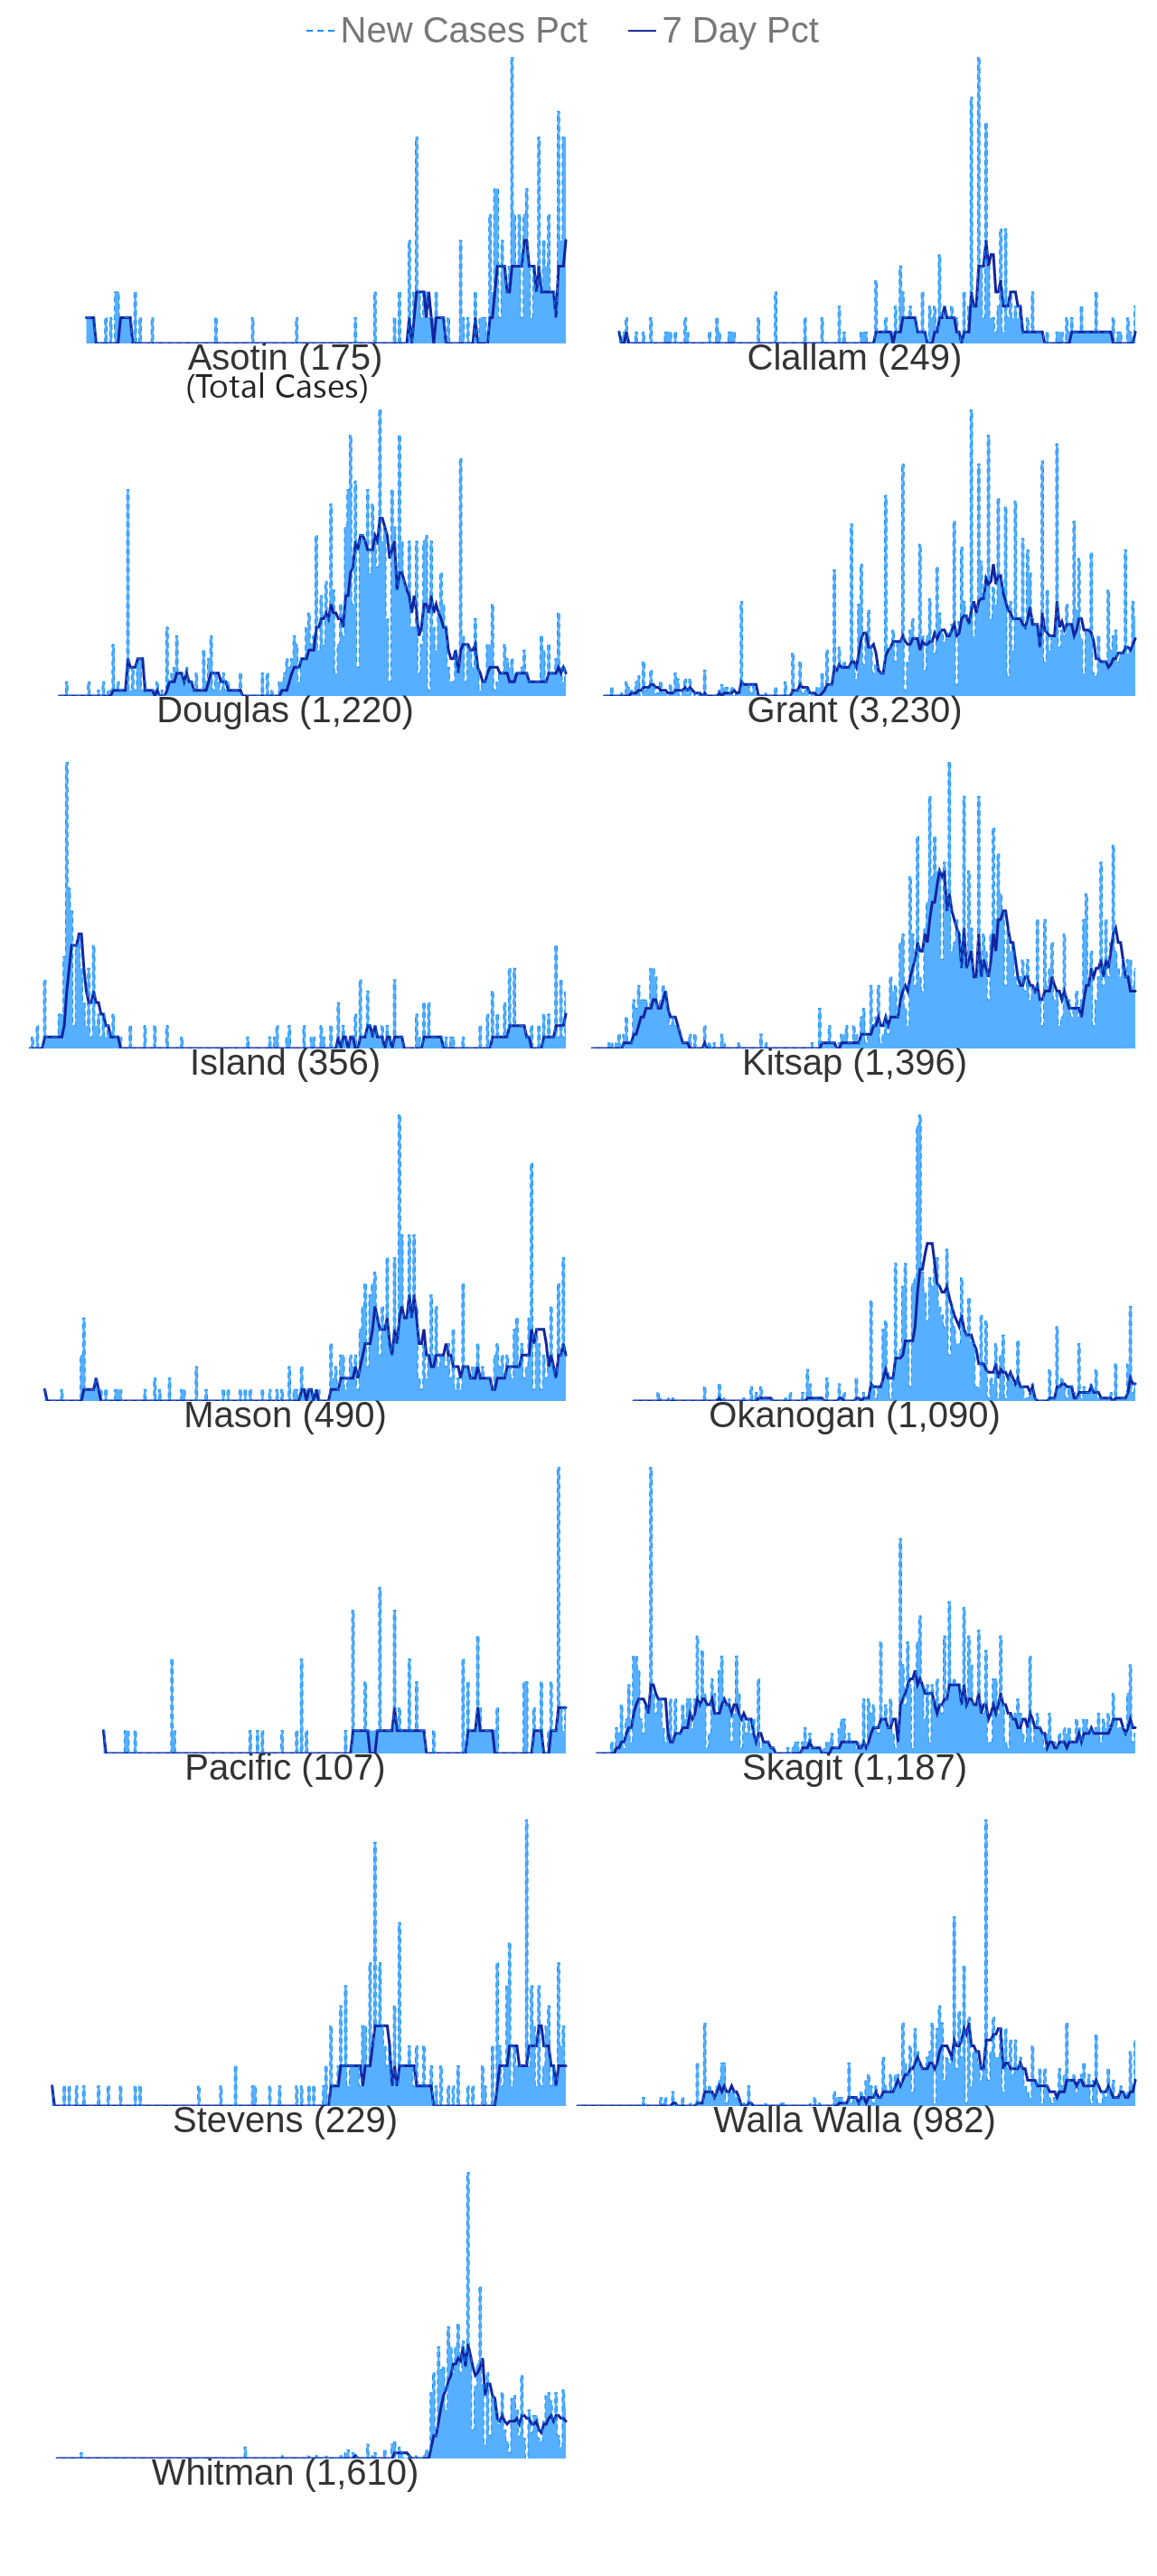 New Cases Pct 7 Day Pct
Asotin (175) Clallam (249)
(Total Cases)
Douglas (1,220) Grant (3,230)
Island (356) Kitsap (1,396)
Mason (490) Okanogan (1,090)
Pacific (107) Skagit (1,187)
Stevens (229) Walla Walla (982)
Whitman (1,610)